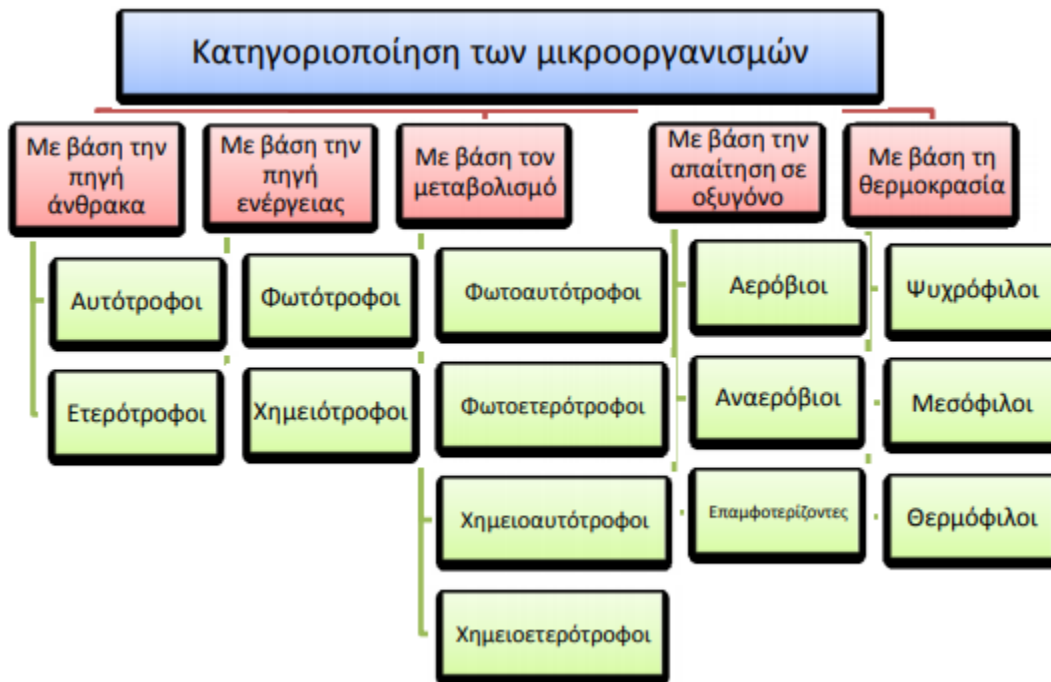 Κατηγοριοποίηση των μικροοργανισμών
Με βάση την
πηγή
άνθρακα
Αυτότροφοι
Ετερότροφοι
Με βάση την
πηγή
ενέργειας
Φωτότροφοι
Χημειότροφοι
Με βάση τον
μεταβολισμό
Φωτοαυτότροφοι
Φωτοετερότροφοι
Χημειοαυτότροφοι
Χημειοετερότροφοι
Με βάση την
απαίτηση σε
οξυγόνο
Αερόβιοι
Αναερόβιοι
Επαμφοτερίζοντες
Με βάση τη
θερμοκρασία
Ψυχρόφιλοι
Μεσόφιλοι
Θερμόφιλοι